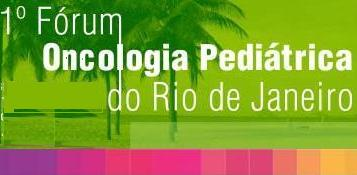 1º Fórum
Oncologia Pediátrica
do Rio de Janeiro